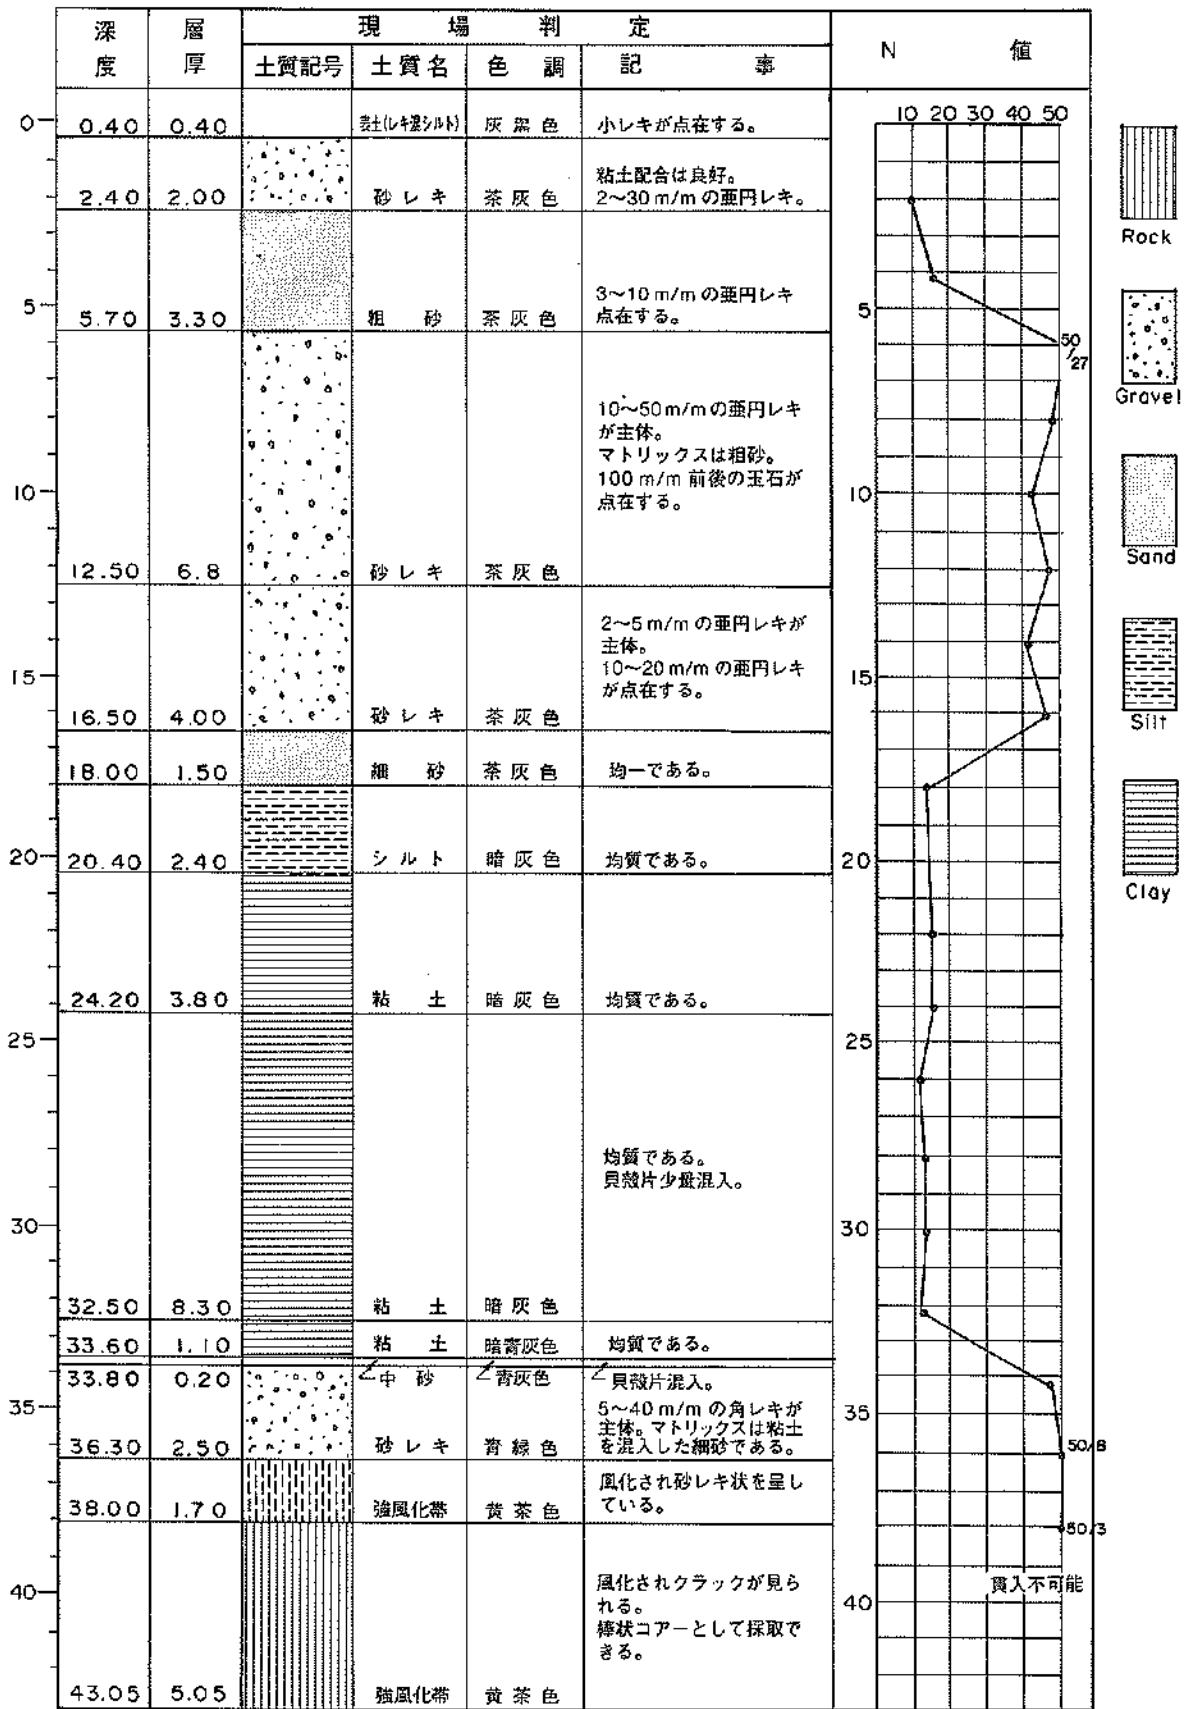 深度 層厚 現場判定 N 値
土質記号 土質名 色調 記事
0 0.40 0.40 表土(レキ混シルト) 灰黒色 小レキが点在する。
10 20 30 40 50
粘土配合は良好。
2.40 2.00 砂レキ 茶灰色 2～30 m/m の亜円レキ。
Rock
3～10 m/m の亜円レキ
5 5.70 3.30 粗砂 茶灰色 点在する。
5
50/27
Gravel
10～50 m/m の亜円レキ
が主体。
マトリックスは粗砂。
100 m/m 前後の玉石が
点在する。
10 10
Sand
12.50 6.8 砂レキ 茶灰色
2～5 m/m の亜円レキが
主体。
10～20 m/m の亜円レキ
が点在する。
15 15
16.50 4.00 砂レキ 茶灰色
Silt
18.00 1.50 細砂 茶灰色 均一である。
20 20.40 2.40 シルト 暗灰色 均質である。
20
Clay
24.20 3.80 粘土 暗灰色 均質である。
25 25
均質である。
貝殻片少量混入。
30 30
32.50 8.30 粘土 暗灰色
33.60 1.10 粘土 暗青灰色 均質である。
33.80 0.20 中砂 青灰色 貝殻片混入。
35 35
5～40 m/m の角レキが
主体。マトリックスは粘土
36.30 2.50 砂レキ 青緑色 を混入した細砂である。
50/8
風化され砂レキ状を呈し
38.00 1.70 強風化帯 黄茶色 ている。
50/3
貫入不可能
40 40
風化されクラックが見ら
れる。
棒状コアーとして採取で
きる。
43.05 5.05 強風化帯 黄茶色